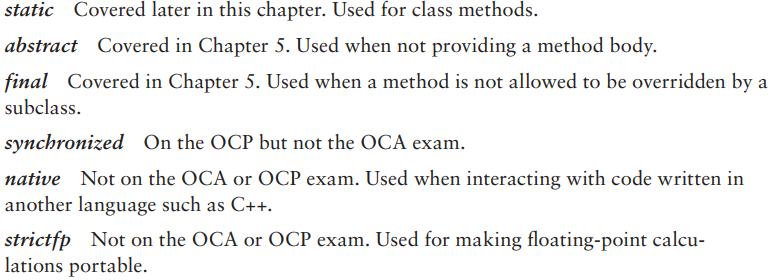 static Covered later in this chapter. Used for class methods.
abstract Covered in Chapter 5. Used when not providing a method body.
final Covered in Chapter 5. Used when a method is not allowed to be overridden by a
subclass.
synchronized On the OCP but not the OCA exam.
native Not on the OCA or OCP exam. Used when interacting with code written in
another language such as C++.
strictfp Not on the OCA or OCP exam. Used for making floating-point calcu-
lations portable.